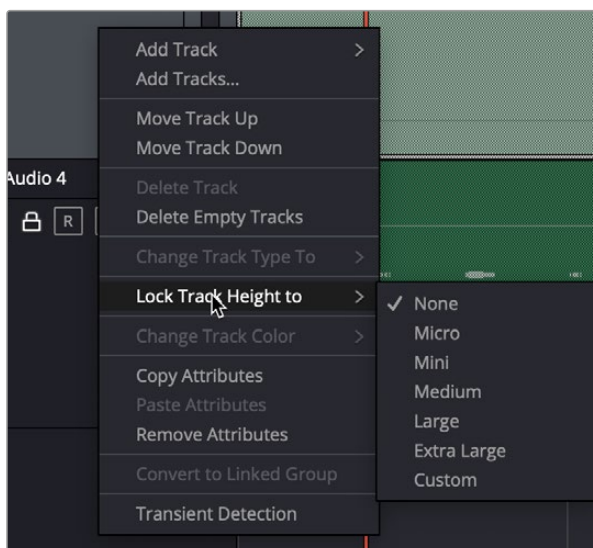 Add Track
Add Tracks...
Move Track Up
Move Track Down
Audio 4
Delete Track
R
Delete Empty Tracks
Change Track Type To
Lock Track Height to
None
Micro
Change Track Color
Mini
Copy Attributes
Medium
Paste Attributes
Large
Remove Attributes
Extra Large
Convert to Linked Group
Custom
Transient Detection